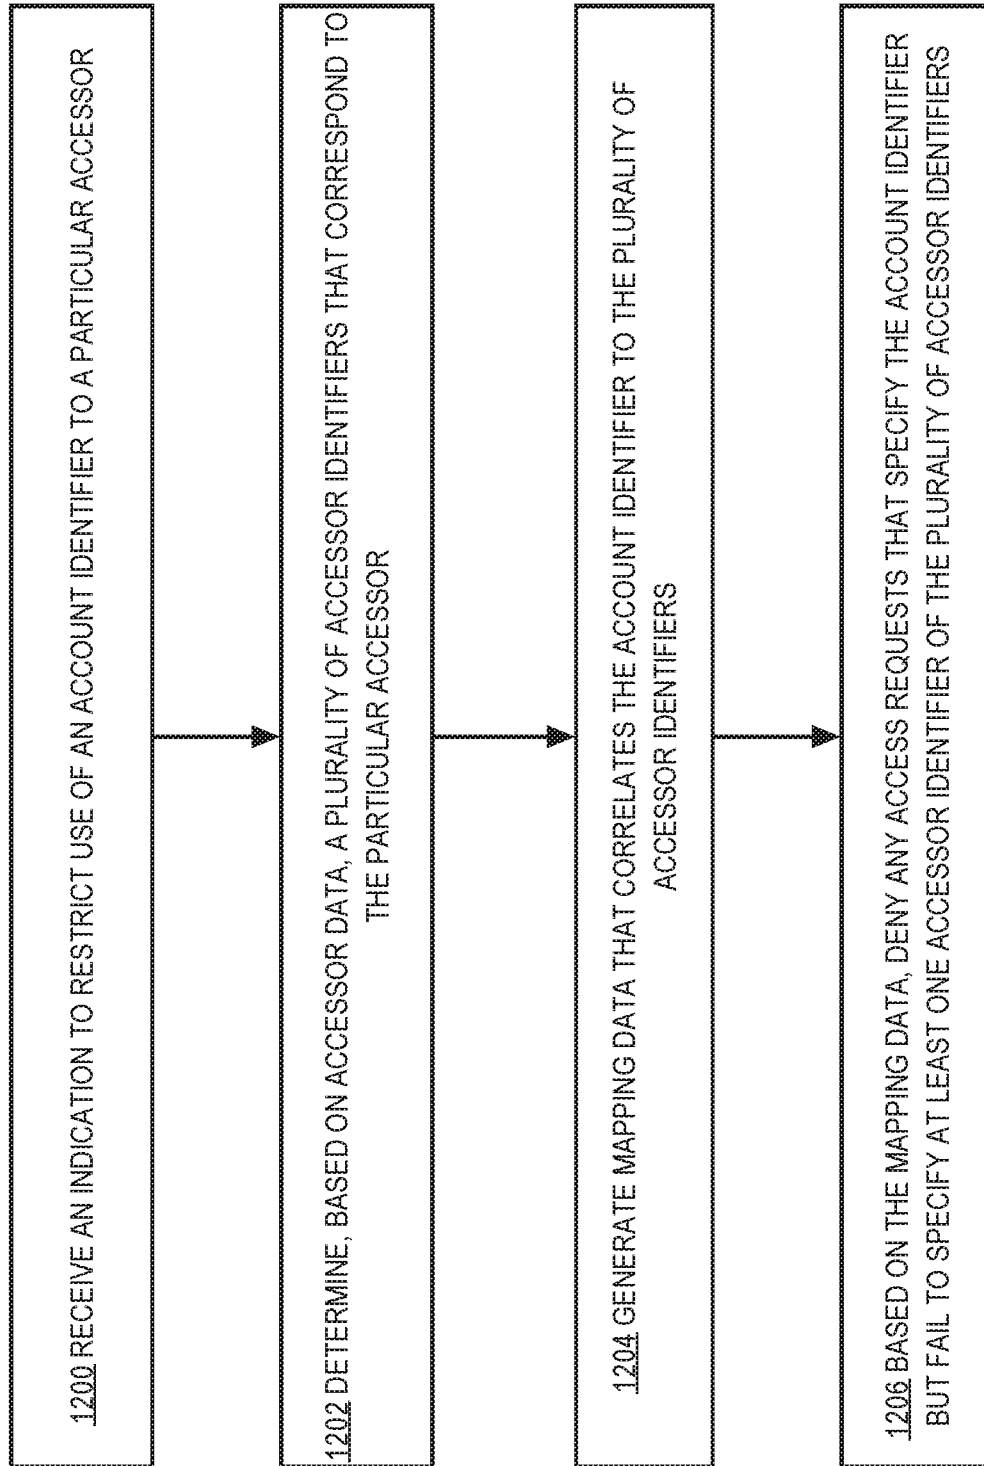 1200 RECEIVE AN INDICATION TO RESTRICT USE OF AN ACCOUNT IDENTIFIER TO A PARTICULAR ACCESSOR
1202 DETERMINE, BASED ON ACCESSOR DATA, A PLURALITY OF ACCESSOR IDENTIFIERS THAT CORRESPOND TO
THE PARTICULAR ACCESSOR
1204 GENERATE MAPPING DATA THAT CORRELATES THE ACCOUNT IDENTIFIER TO THE PLURALITY OF
ACCESSOR IDENTIFIERS
1206 BASED ON THE MAPPING DATA, DENY ANY ACCESS REQUESTS THAT SPECIFY THE ACCOUNT IDENTIFIER
BUT FAIL TO SPECIFY AT LEAST ONE ACCESSOR IDENTIFIER OF THE PLURALITY OF ACCESSOR IDENTIFIERS